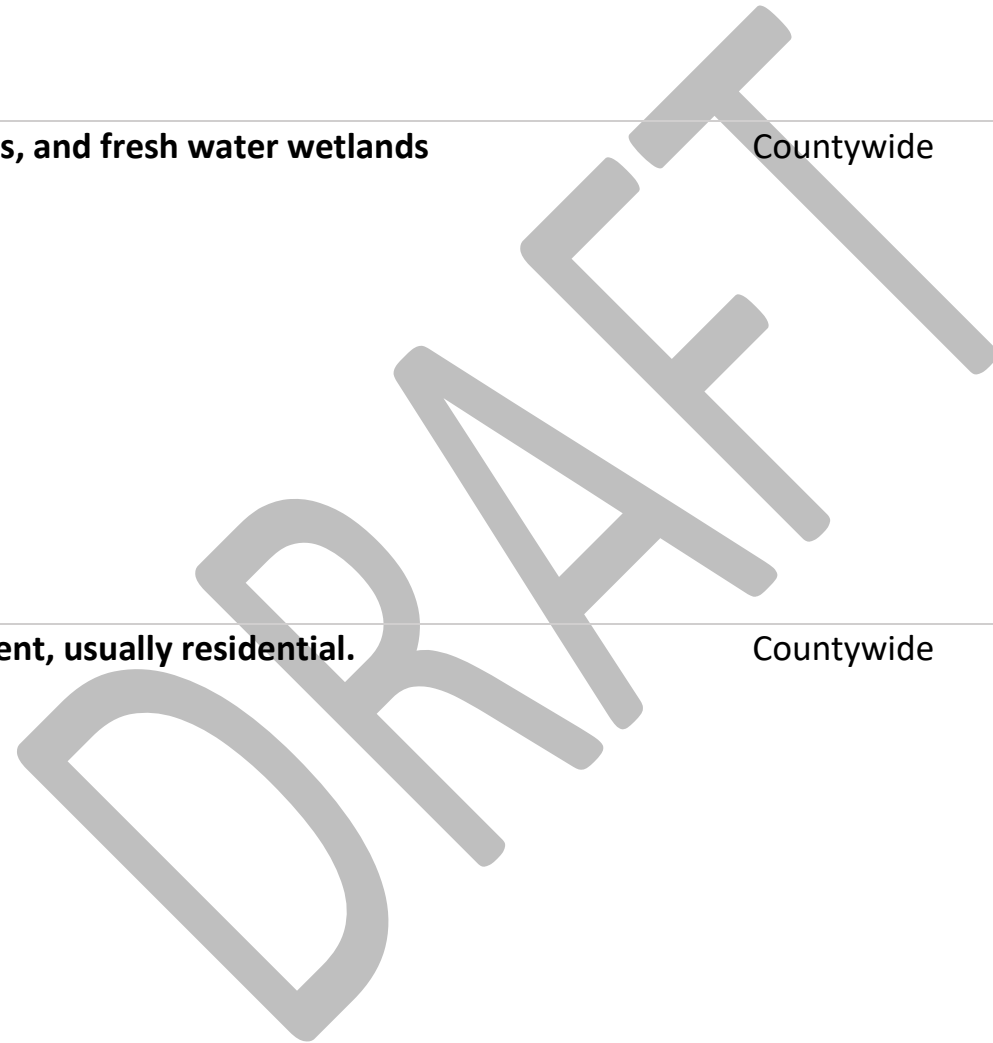 s, and fresh water wetlands Countywide
ent, usually residential. Countywide
DRAFT